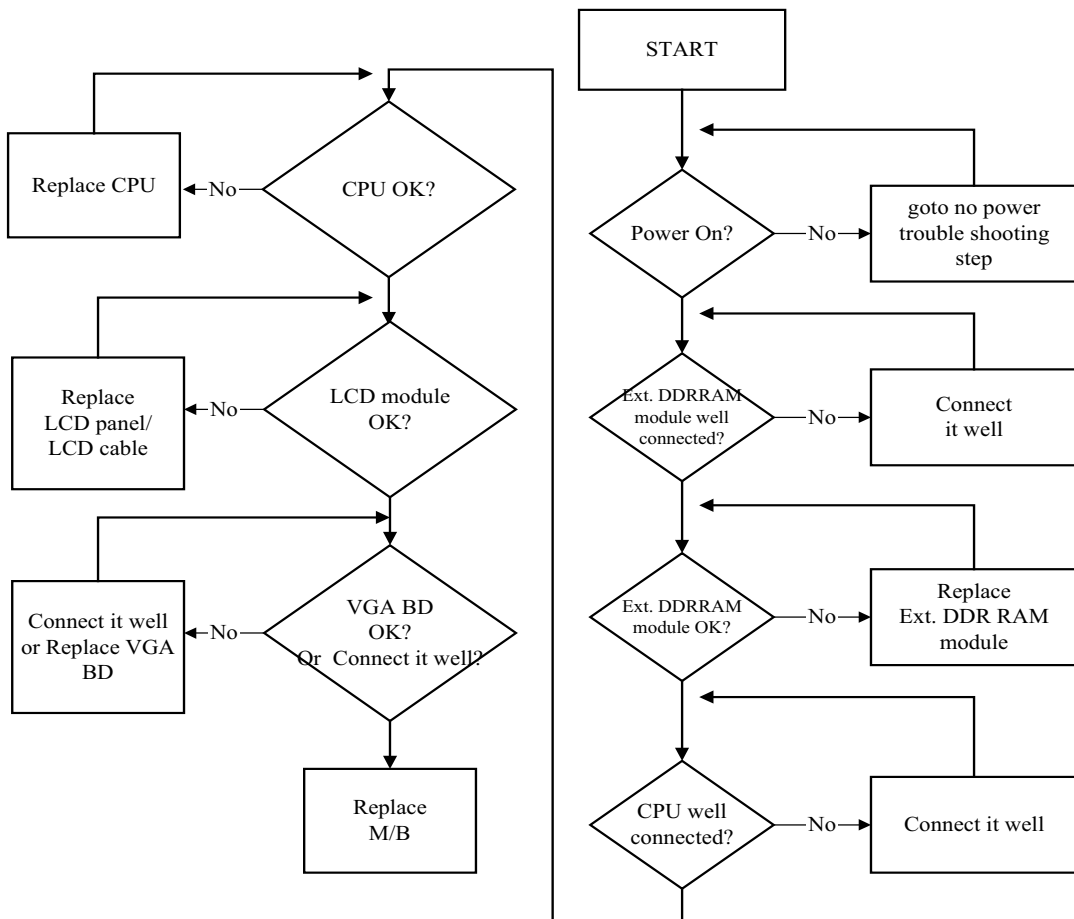 START
Power On?
No
goto no power
trouble shooting
step
Ext. DDRRAM
module well
connected?
No
Connect
it well
Ext. DDRRAM
module OK?
No
Replace
Ext. DDR RAM
module
CPU well
connected?
No
Connect it well
CPU OK?
No
Replace CPU
LCD module
OK?
No
Replace
LCD panel/
LCD cable
VGA BD
OK?
Or Connect it well?
No
Connect it well
or Replace VGA
BD
Replace
M/B